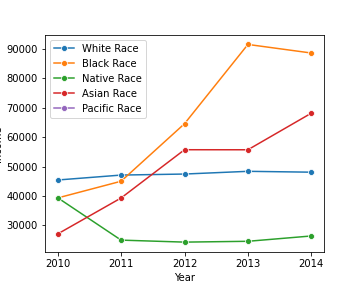 90000
80000
70000
60000
50000
40000
30000
White Race
Black Race
Native Race
Asian Race
Pacific Race
2010 2011 2012 2013 2014
Year